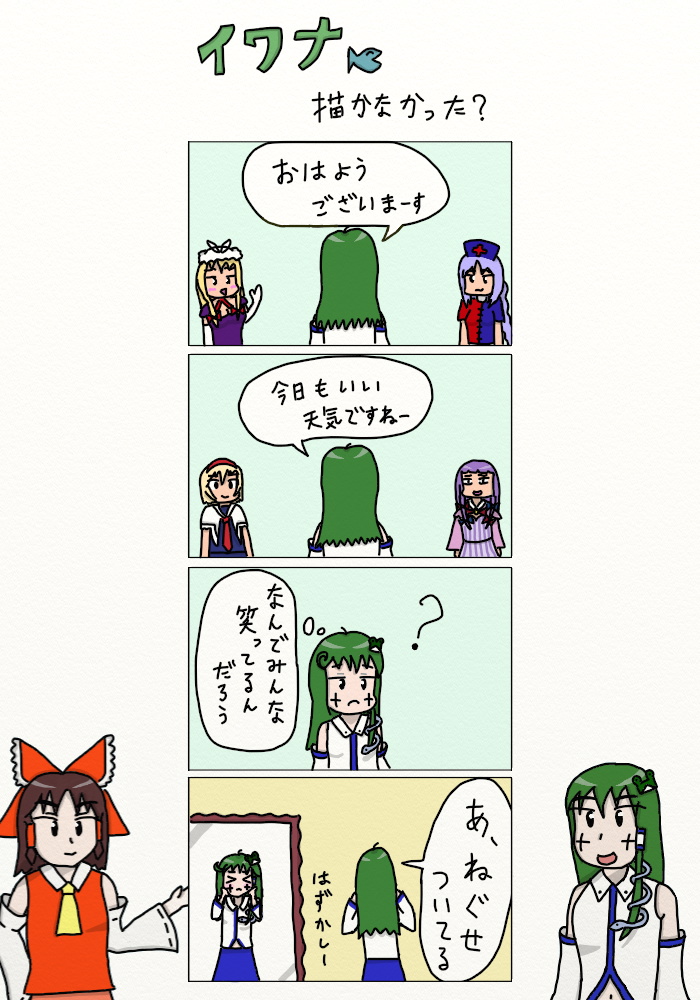 イワナ
描かなかった?
おはよう
ございまーす
今日もいい
天気ですねー
?
なんでみんな
笑ってるん
だろう
あ、ねぐせ
ついてる
はずかしー